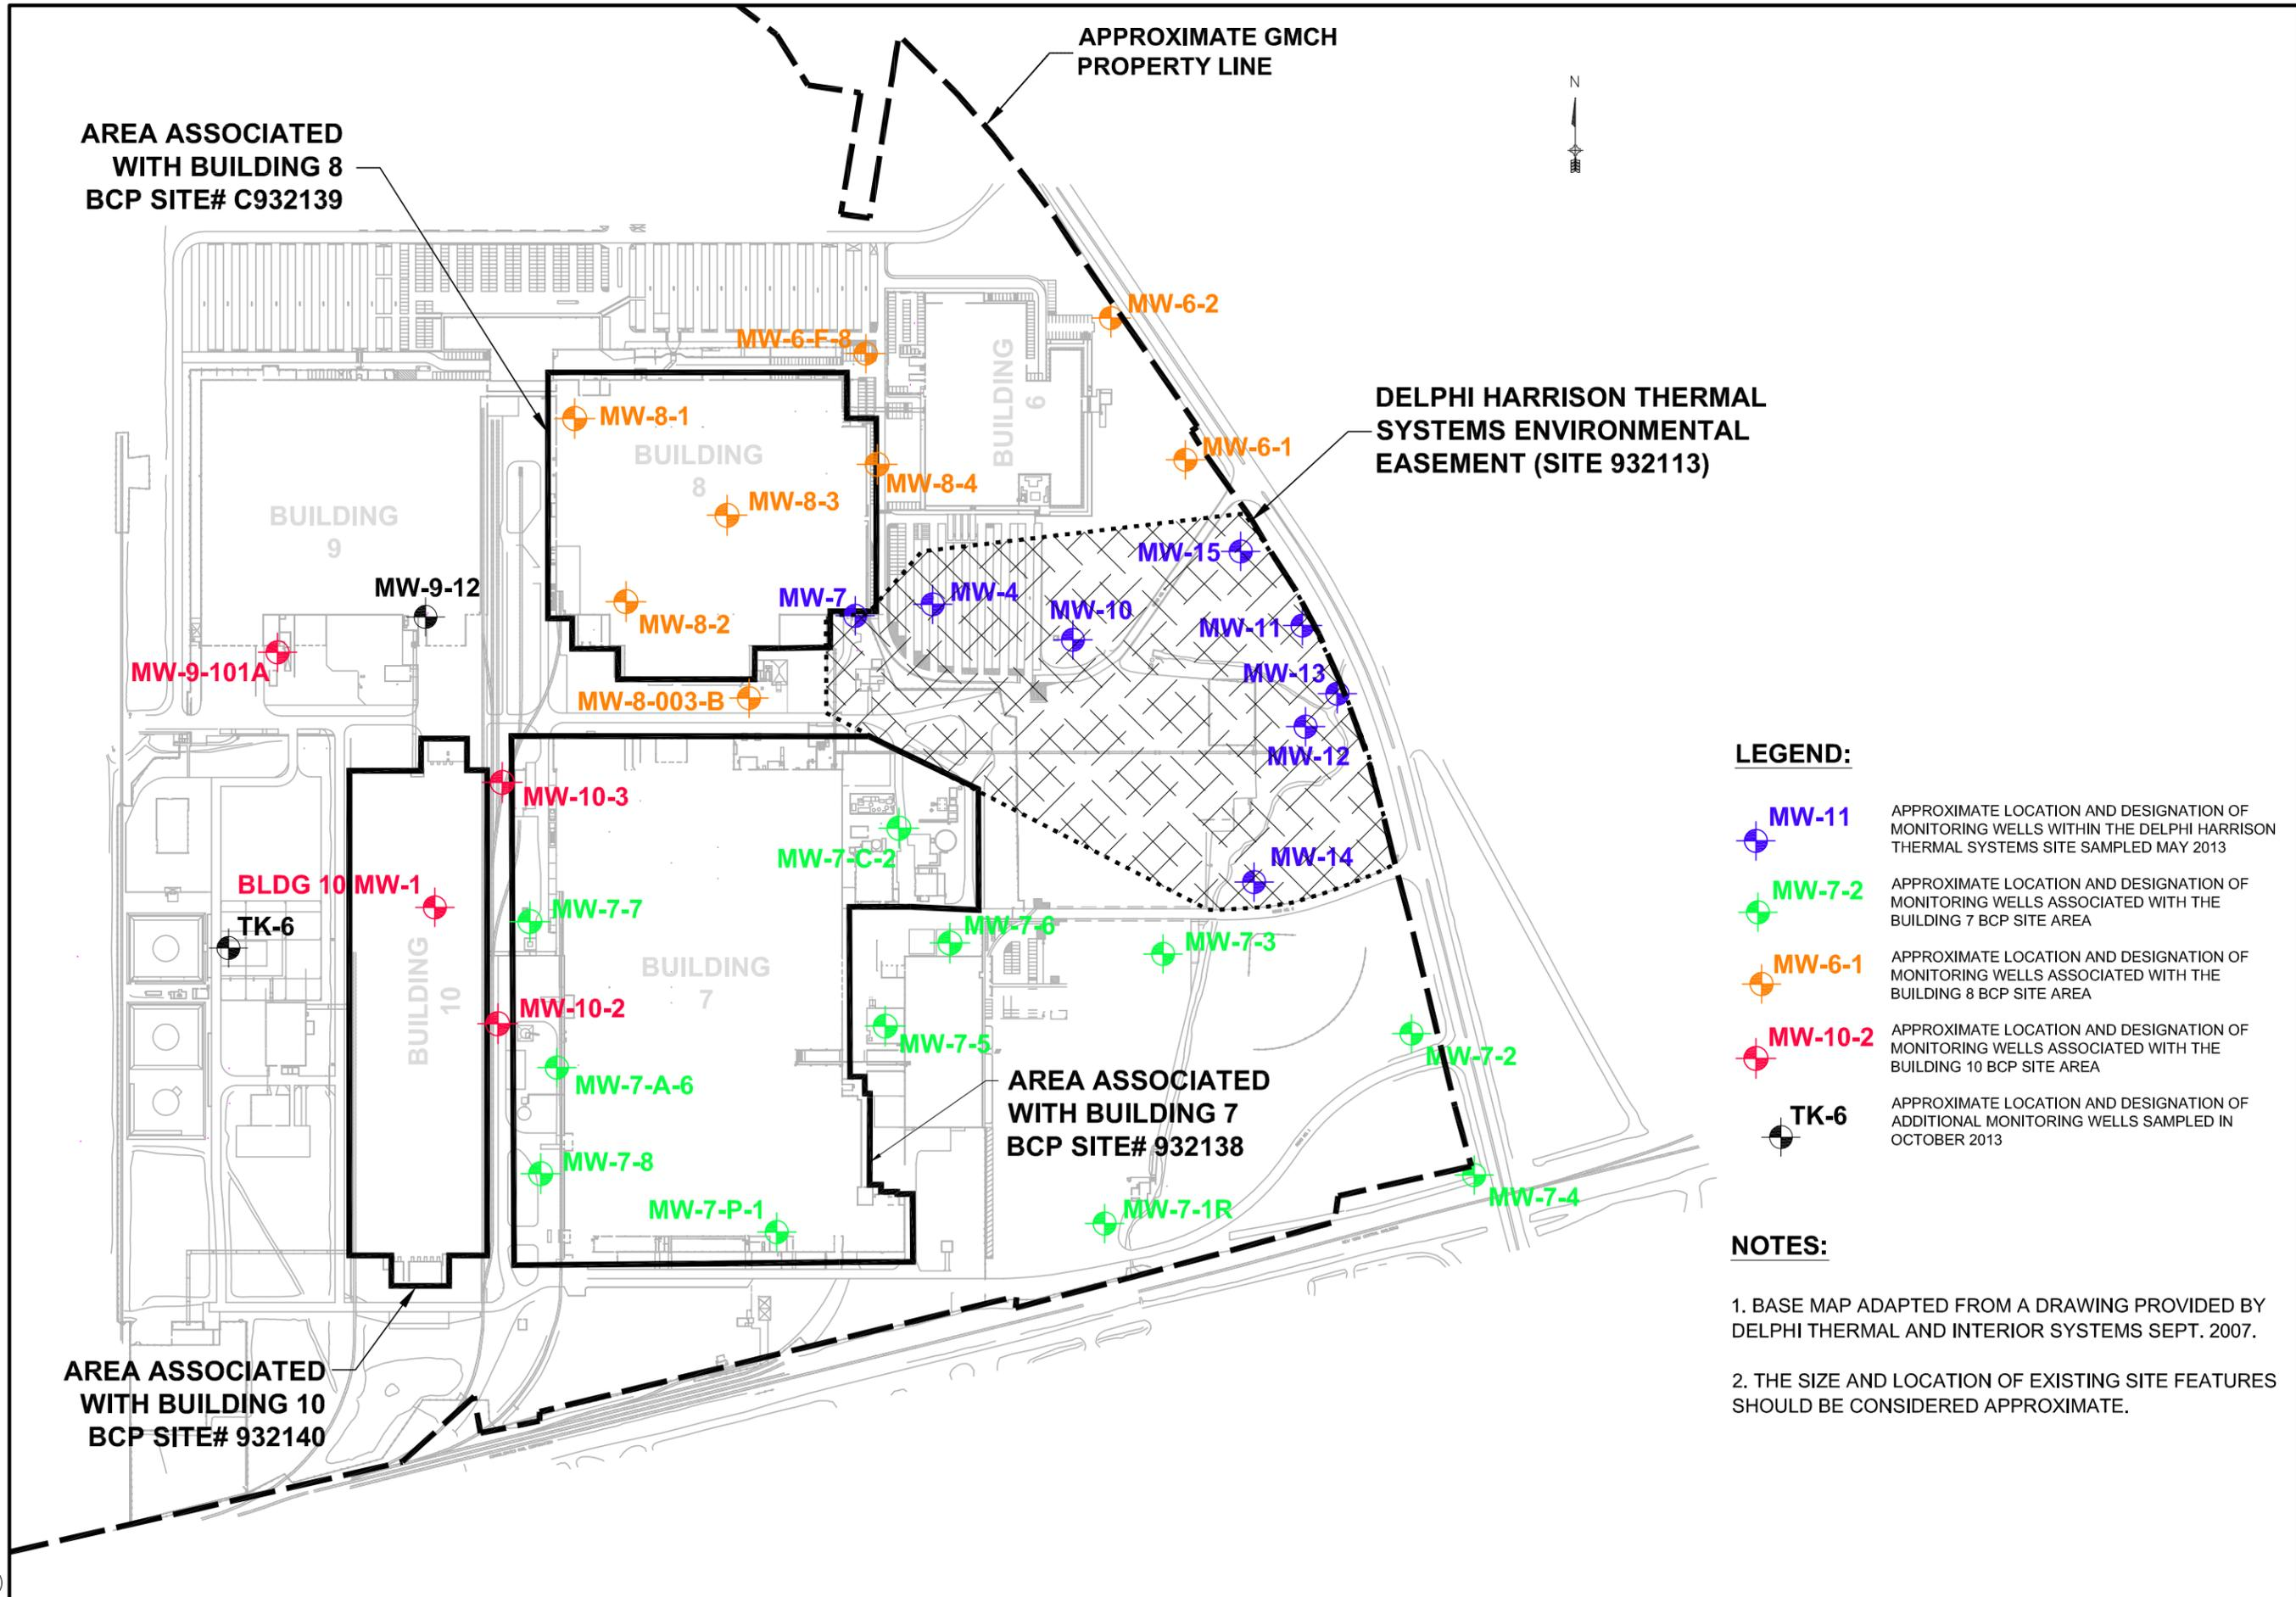 APPROXIMATE GMCH
PROPERTY LINE
N
AREA ASSOCIATED
WITH BUILDING 8
BCP SITE# C932139
MW-6-2
MW-6-F-8
BUILDING
6
DELPHI HARRISON THERMAL
SYSTEMS ENVIRONMENTAL
EASEMENT (SITE 932113)
MW-8-1
BUILDING
8
MW-6-1
MW-8-4
MW-8-3
BUILDING
9
MW-15
MW-9-12
MW-7
MW-4
MW-10
MW-8-2
MW-11
MW-9-101A
MW-13
MW-8-003-B
MW-12
MW-10-3
MW-7-C-2
MW-14
BLDG 10 MW-1
MW-7-7
TK-6
MW-7-6
MW-7-3
BUILDING
7
BUILDING
10
MW-10-2
MW-7-5
MW-7-2
MW-7-A-6
AREA ASSOCIATED
WITH BUILDING 7
BCP SITE# 932138
MW-7-8
MW-7-4
MW-7-P-1
MW-7-1R
AREA ASSOCIATED
WITH BUILDING 10
BCP SITE# 932140
LEGEND:
MW-11
APPROXIMATE LOCATION AND DESIGNATION OF
MONITORING WELLS WITHIN THE DELPHI HARRISON
THERMAL SYSTEMS SITE SAMPLED MAY 2013
MW-7-2
APPROXIMATE LOCATION AND DESIGNATION OF
MONITORING WELLS ASSOCIATED WITH THE
BUILDING 7 BCP SITE AREA
MW-6-1
APPROXIMATE LOCATION AND DESIGNATION OF
MONITORING WELLS ASSOCIATED WITH THE
BUILDING 8 BCP SITE AREA
MW-10-2
APPROXIMATE LOCATION AND DESIGNATION OF
MONITORING WELLS ASSOCIATED WITH THE
BUILDING 10 BCP SITE AREA
TK-6
APPROXIMATE LOCATION AND DESIGNATION OF
ADDITIONAL MONITORING WELLS SAMPLED IN
OCTOBER 2013
NOTES:
1. BASE MAP ADAPTED FROM A DRAWING PROVIDED BY
DELPHI THERMAL AND INTERIOR SYSTEMS SEPT. 2007.
2. THE SIZE AND LOCATION OF EXISTING SITE FEATURES
SHOULD BE CONSIDERED APPROXIMATE.